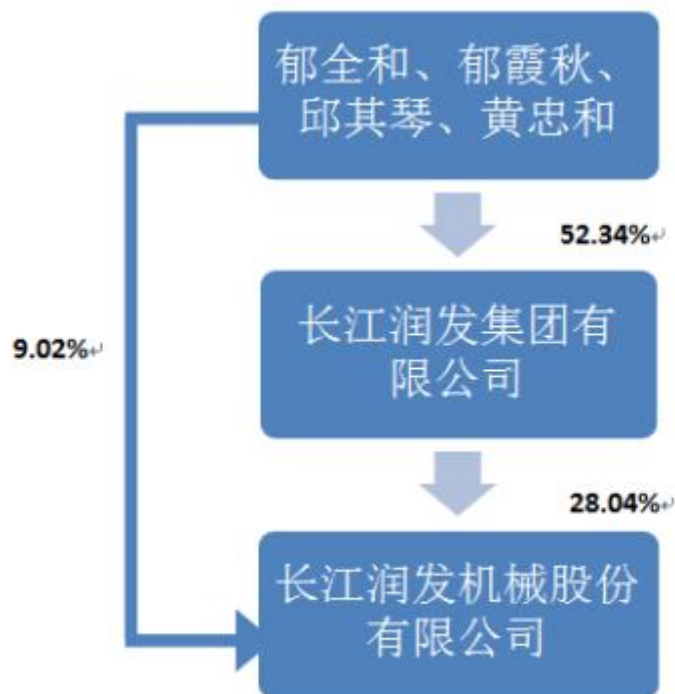 郁全和、郁霞秋、
邱其琴、黄忠和
52.34%↵
长江润发集团有
限公司
9.02%↵
28.04%↵
长江润发机械股份
有限公司